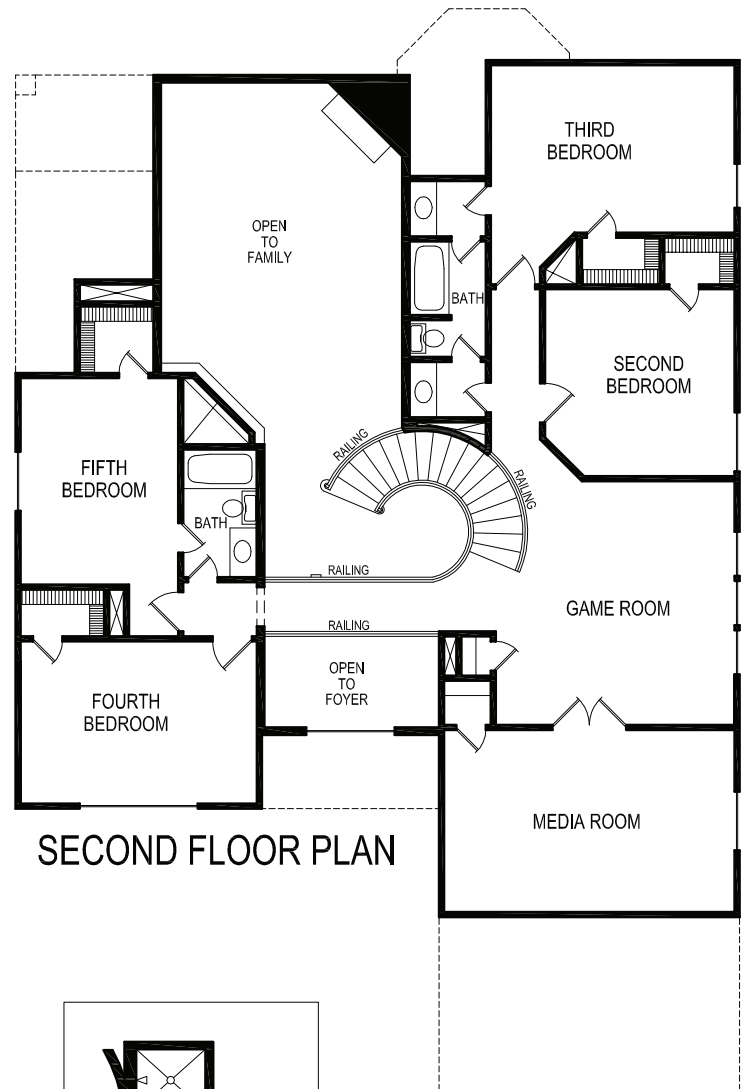 THIRD
BEDROOM
OPEN
TO
FAMILY
BATH
SECOND
BEDROOM
RAILING
RAILING
FIFTH
BEDROOM
BATH
RAILING
GAME ROOM
RAILING
OPEN
TO
FOYER
FOURTH
BEDROOM
MEDIA ROOM
SECOND FLOOR PLAN